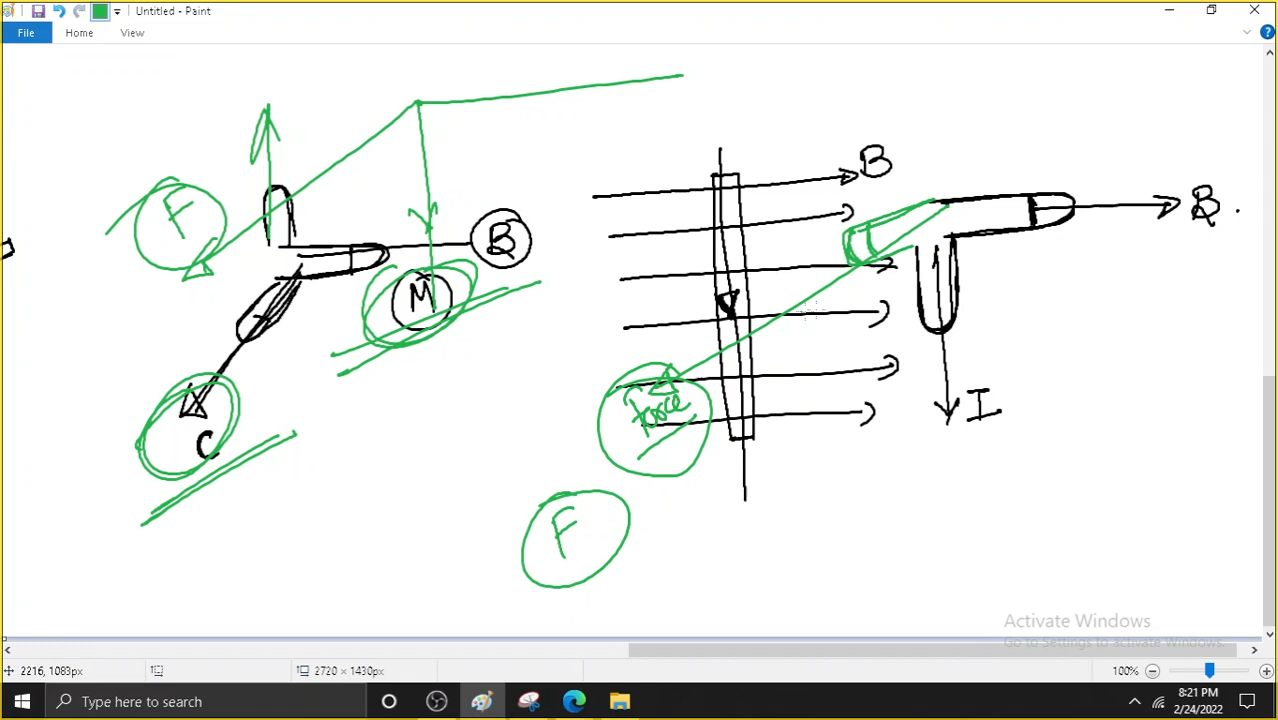 Untitled - Paint
File Home View
F
B
M
C
B
B.
I
force
F
Activate Windows
Go to Settings to activate Windows.
2216, 1083px
2720 × 1430px
100%
Type here to search
8:21 PM
2/24/2022